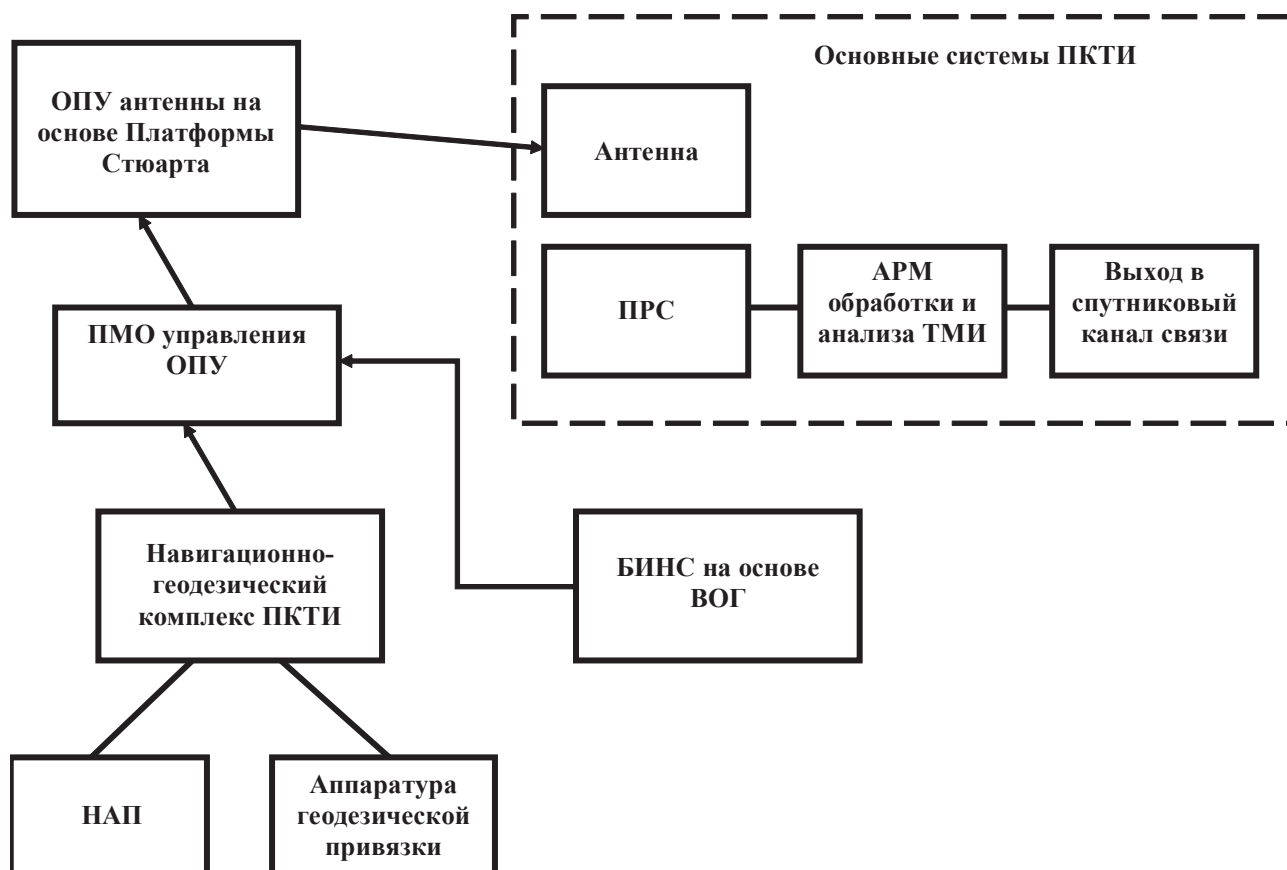 Основные системы ПКТИ
ОПУ антенны на
основе Платформы
Стюарта
Антенна
ПРС
АРМ
обработки и
анализа ТМИ
Выход в
спутниковый
канал связи
ПМО управления
ОПУ
Навигационно-
геодезический
комплекс ПКТИ
БИНС на основе
ВОГ
НАП
Аппаратура
геодезической
привязки